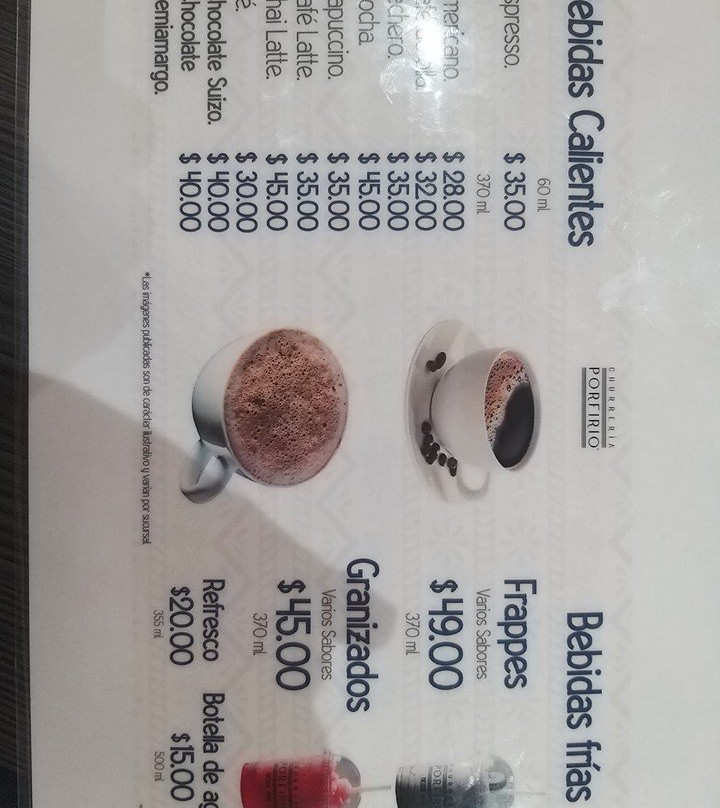 CHURRERÍA
PORFIRIO
ebidas Calientes
60 ml
spresso. $ 35.00
370 ml
mericano. $ 28.00
$ 32.00
chero. $ 35.00
ocha. $ 45.00
apuccino. $ 35.00
afé Latte. $ 35.00
hai Latte. $ 45.00
é. $ 30.00
hocolate Suizo. $ 40.00
hocolate $ 40.00
emiamargo.
*Las imágenes publicadas son de carácter ilustrativo y varían por sucursal
Bebidas frías
Frappes
Varios Sabores
$49.00
370 ml
Granizados
Varios Sabores
$45.00
370 ml
Refresco
$20.00
355 ml
Botella de ag
$15.00
500 ml